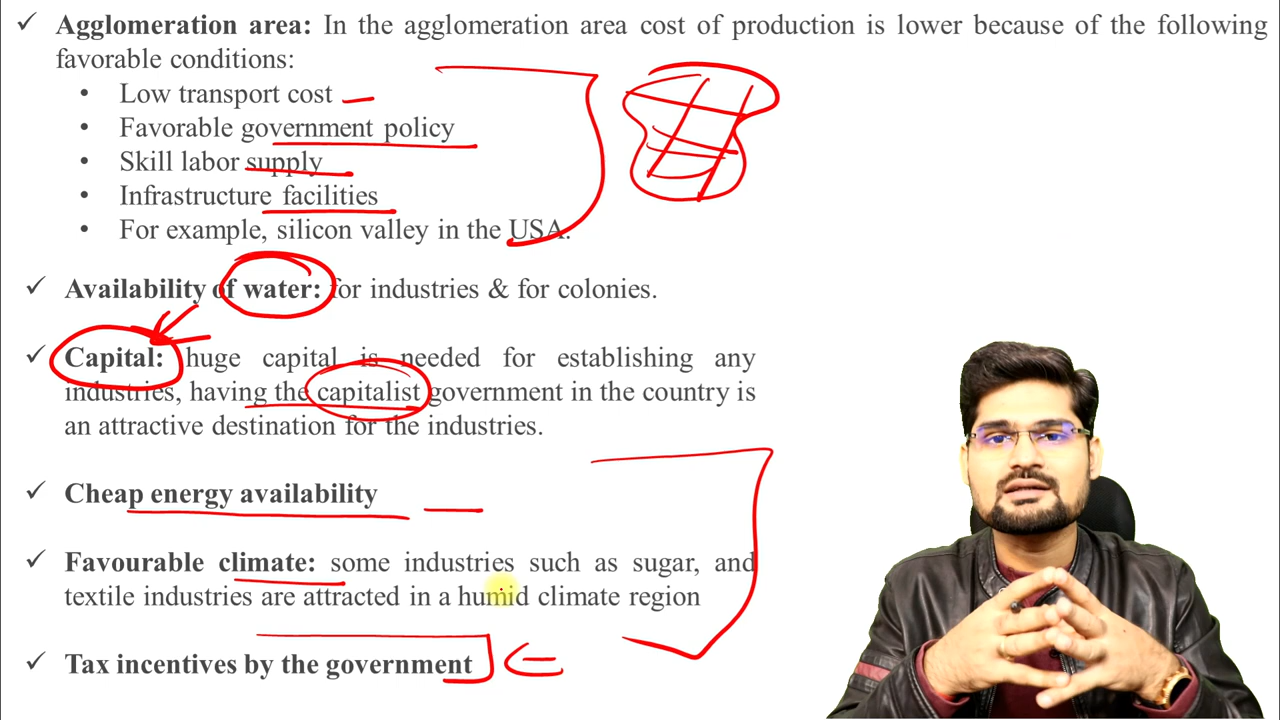 ✓ Agglomeration area: In the agglomeration area cost of production is lower because of the following
favorable conditions:
• Low transport cost
• Favorable government policy
• Skill labor supply
• Infrastructure facilities
• For example, silicon valley in the USA.
✓ Availability of water: for industries & for colonies.
✓ Capital: huge capital is needed for establishing any
industries, having the capitalist government in the country is
an attractive destination for the industries.
✓ Cheap energy availability
✓ Favourable climate: some industries such as sugar, and
textile industries are attracted in a humid climate region
✓ Tax incentives by the government